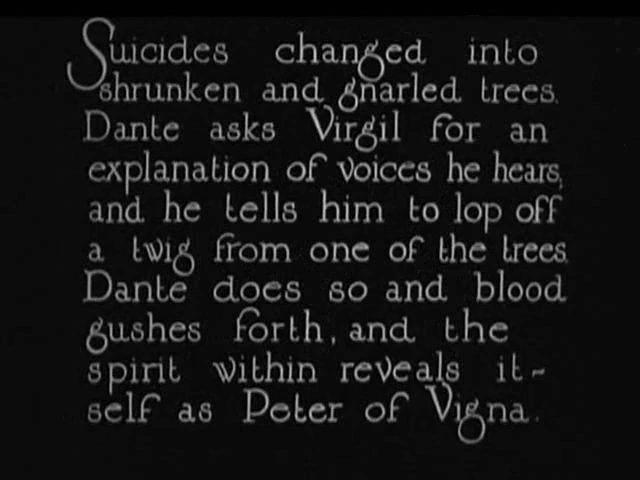 Suicides changed into
shrunken and gnarled trees.
Dante asks Virgil for an
explanation of voices he hears,
and he tells him to lop off
a twig from one of the trees.
Dante does so and blood
gushes forth, and the
spirit within reveals it-
self as Peter of Vigna.